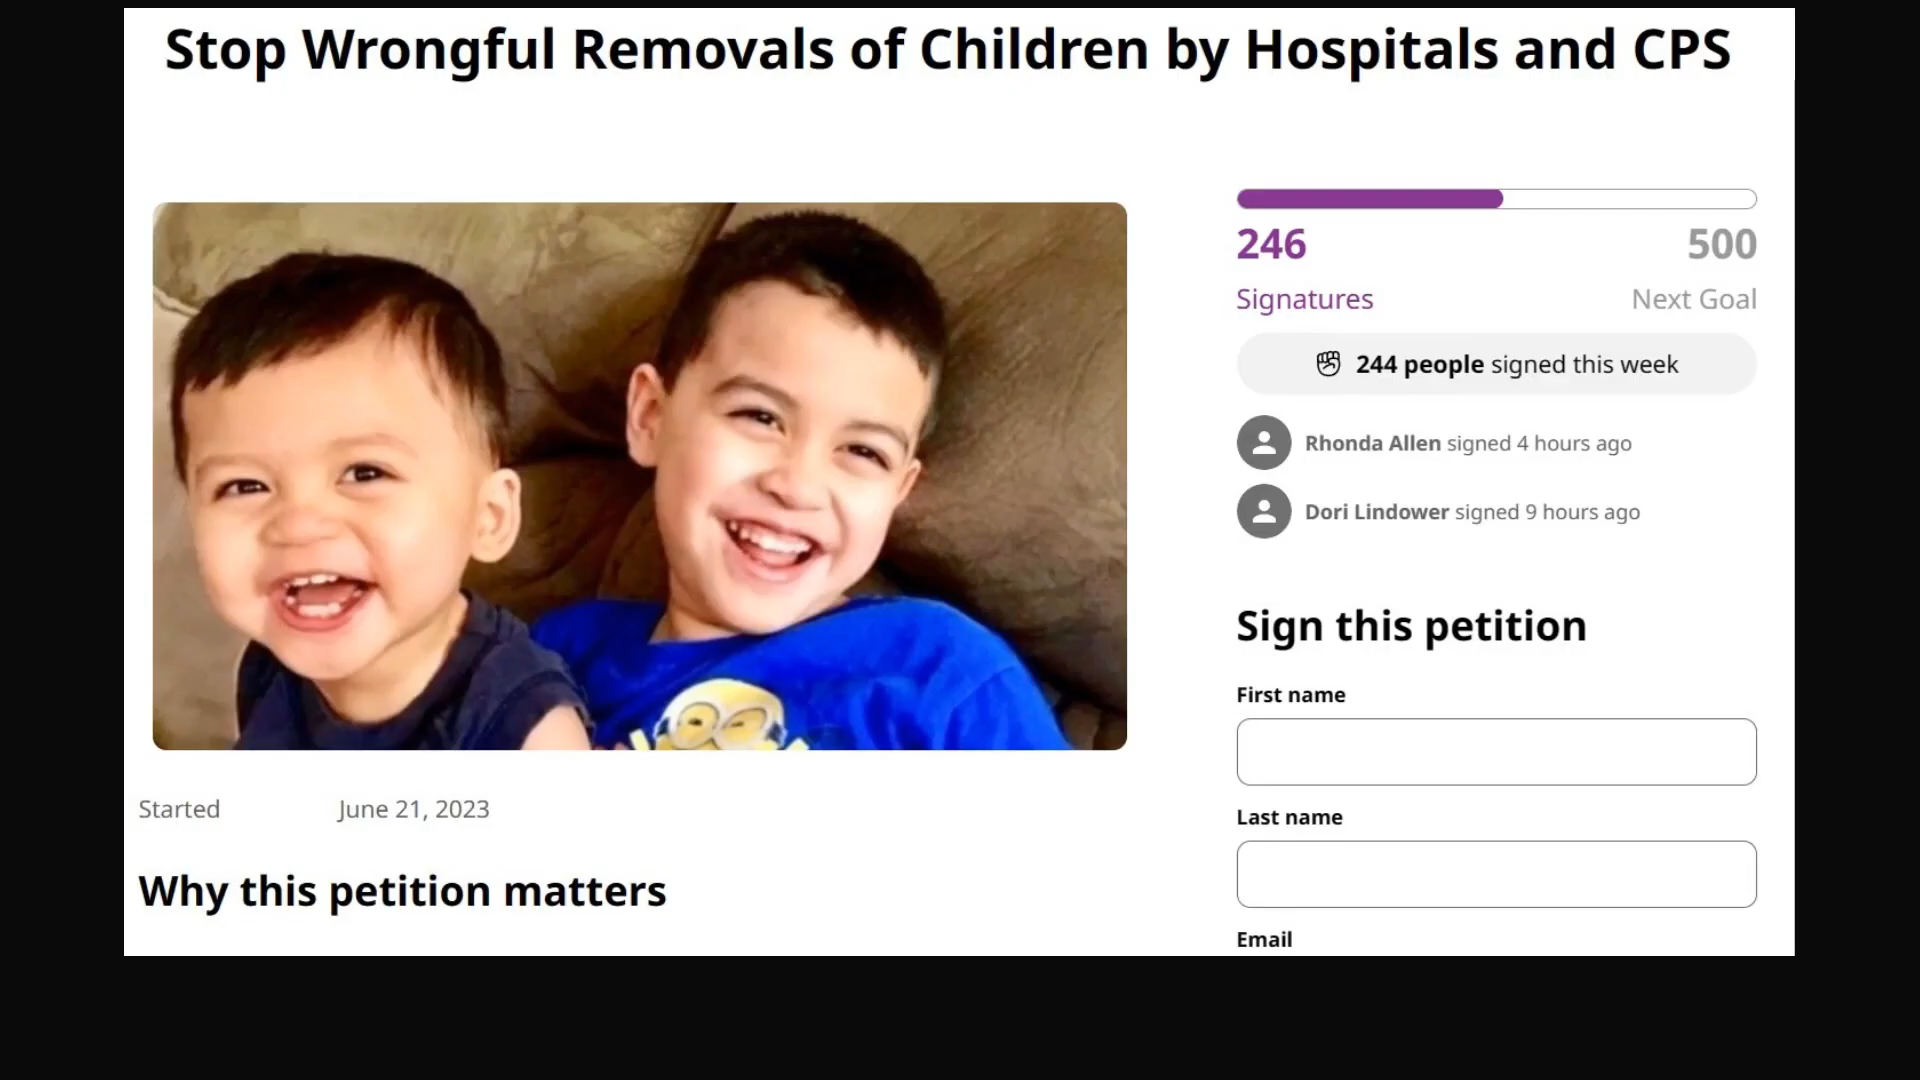 Stop Wrongful Removals of Children by Hospitals and CPS
246
500
Signatures
Next Goal
244 people signed this week
Rhonda Allen signed 4 hours ago
Dori Lindower signed 9 hours ago
Sign this petition
First name
Last name
Email
Started June 21, 2023
Why this petition matters